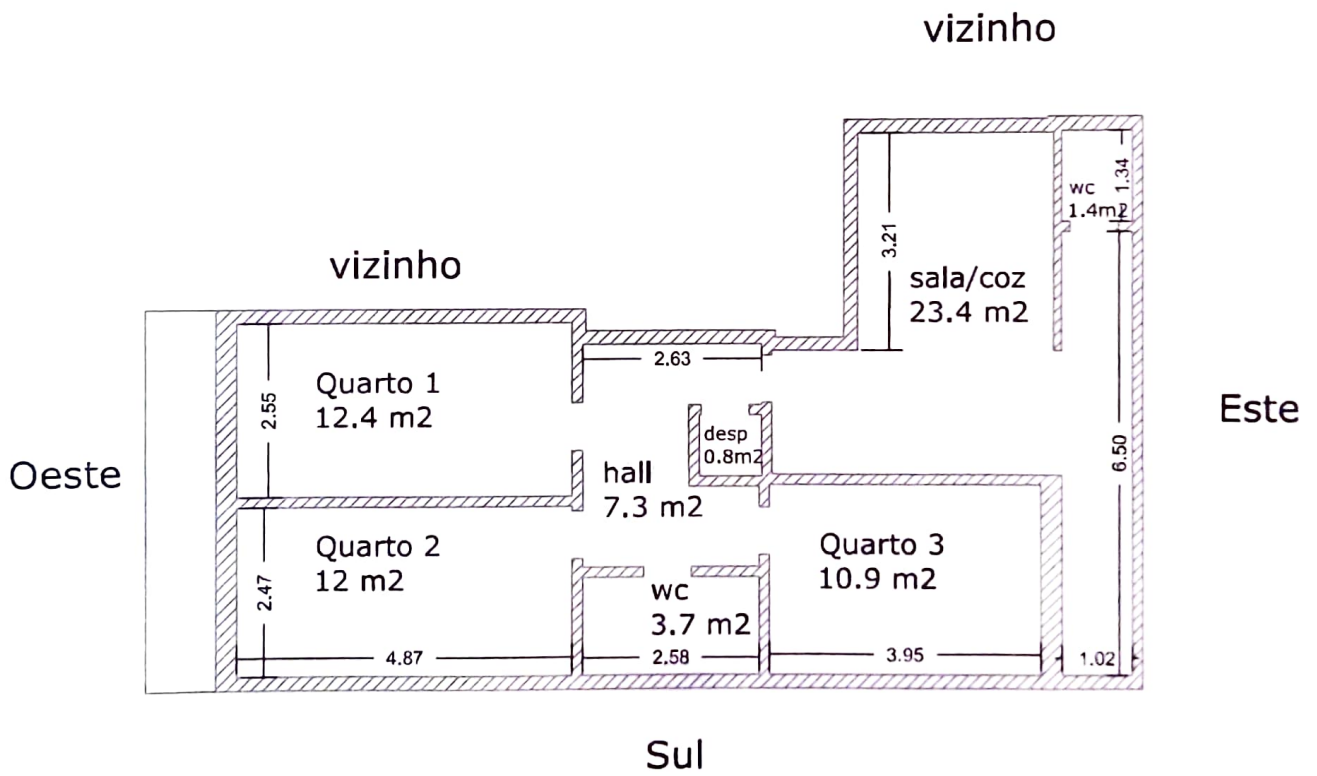 vizinho
1.34
wc
1.4m2
3.21
vizinho
sala/coz
23.4 m2
2.63
Quarto 1
12.4 m2
2.55
Este
desp
0.8m2
6.50
Oeste
hall
7.3 m2
Quarto 2
12 m2
Quarto 3
10.9 m2
2.47
wc
3.7 m2
4.87
2.58
3.95
1.02
Sul